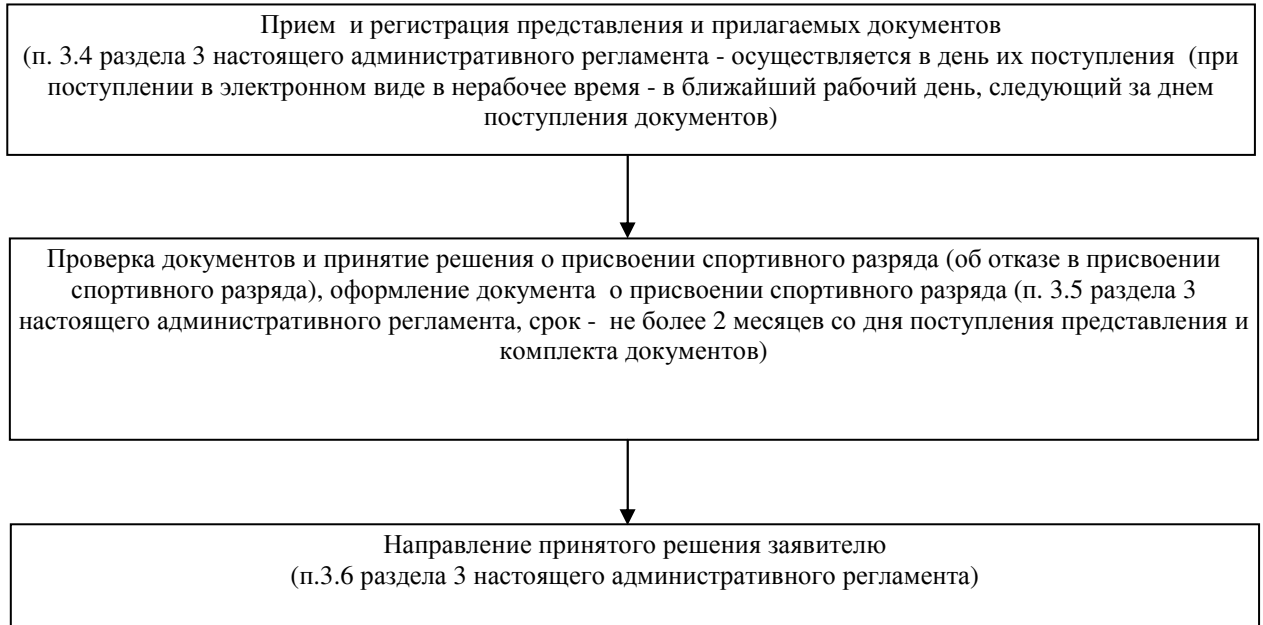 Прием  и регистрация представления и прилагаемых документов
(п. 3.4 раздела 3 настоящего административного регламента - осуществляется в день их поступления  (при
поступлении в электронном виде в нерабочее время - в ближайший рабочий день, следующий за днем
поступления документов)
Проверка документов и принятие решения о присвоении спортивного разряда (об отказе в присвоении
спортивного разряда), оформление документа  о присвоении спортивного разряда (п. 3.5 раздела 3
настоящего административного регламента, срок -  не более 2 месяцев со дня поступления представления и
комплекта документов)
Направление принятого решения заявителю
(п.3.6 раздела 3 настоящего административного регламента)